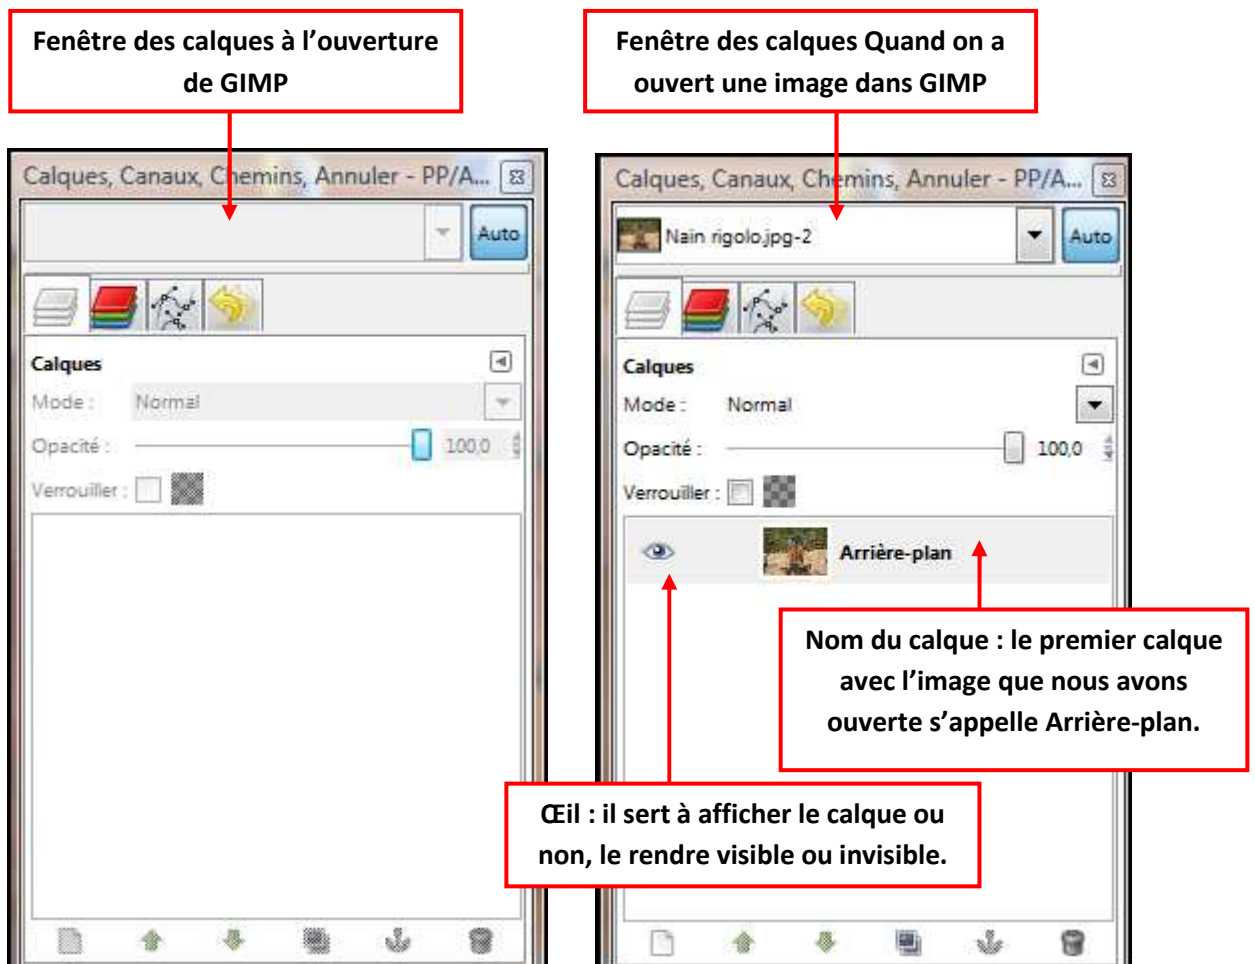 Fenêtre des calques à l’ouverture
de GIMP
Fenêtre des calques Quand on a
ouvert une image dans GIMP
Calques, Canaux, Chemins, Annuler - PP/A...
Auto
Calques
Mode : Normal
Opacité : 100,0
Verrouiller :
Calques, Canaux, Chemins, Annuler - PP/A...
Nain rigolo.jpg-2
Auto
Calques
Mode : Normal
Opacité : 100,0
Verrouiller :
Arrière-plan
Nom du calque : le premier calque
avec l’image que nous avons
ouverte s’appelle Arrière-plan.
Œil : il sert à afficher le calque ou
non, le rendre visible ou invisible.